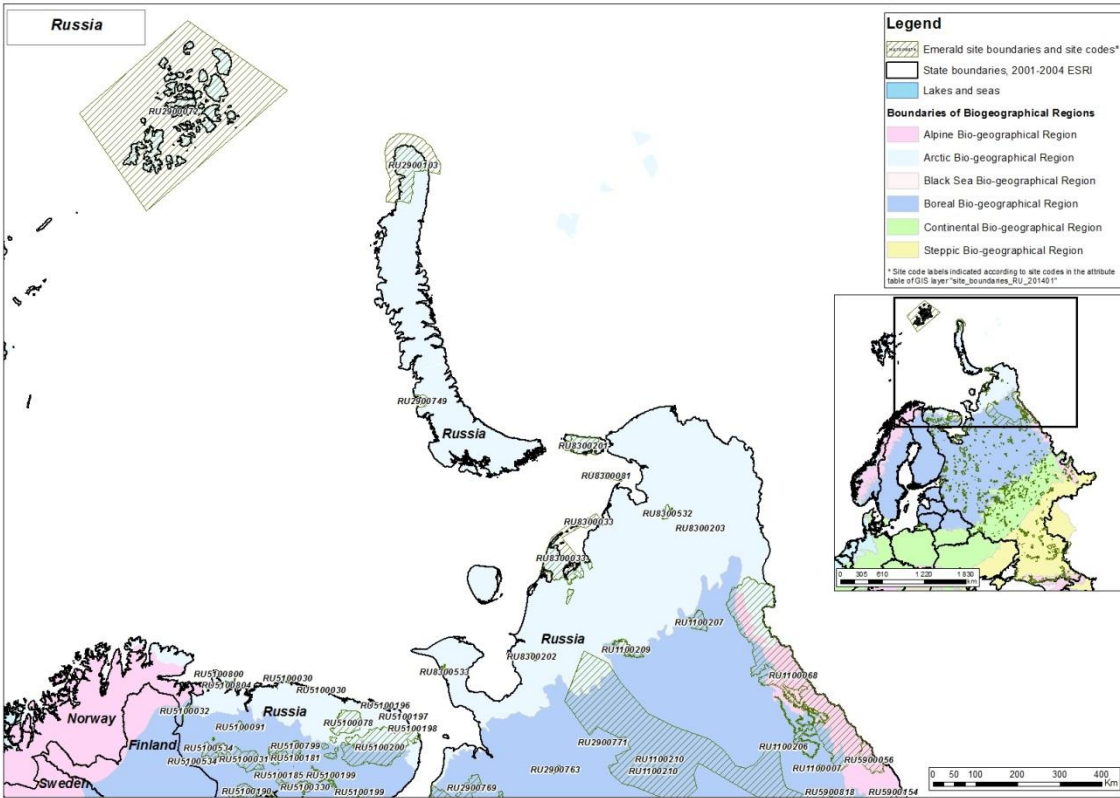 Russia
Legend
Emerald site boundaries and site codes*
State boundaries, 2001-2004 ESRI
Lakes and seas
Boundaries of Biogeographical Regions
Alpine Bio-geographical Region
Arctic Bio-geographical Region
Black Sea Bio-geographical Region
Boreal Bio-geographical Region
Continental Bio-geographical Region
Steppic Bio-geographical Region
* Site code labels indicated according to site codes in the attribute
table of GIS layer "site_boundaries_RU_201401"
RU2900103
RU2900749
Russia
RU8300201
RU8300081
RU8300532
RU8300203
RU8300033
RU8300033
0 305 610 1 220 1 830
Km
RU1100207
Russia
RU1100209
RU8300202
RU8300533
RU1100068
RU5100800
RU5100804
RU5100030
RU5100030
RU5100032
Russia
RU5100196
RU5100197
RU5100078
RU5100198
Norway
RU5100091
Finland
RU5100534
RU5100534
RU5100799
RU5100181
RU5100200
RU2900771
RU1100206
RU1100210
RU1100210
RU5900056
RU1100007
RU2900763
RU5100185
RU5100199
RU5100190
RU5100330
RU5100199
RU2900769
RU5900818
RU5900154
Sweden
0 50 100 200 300 400
Km